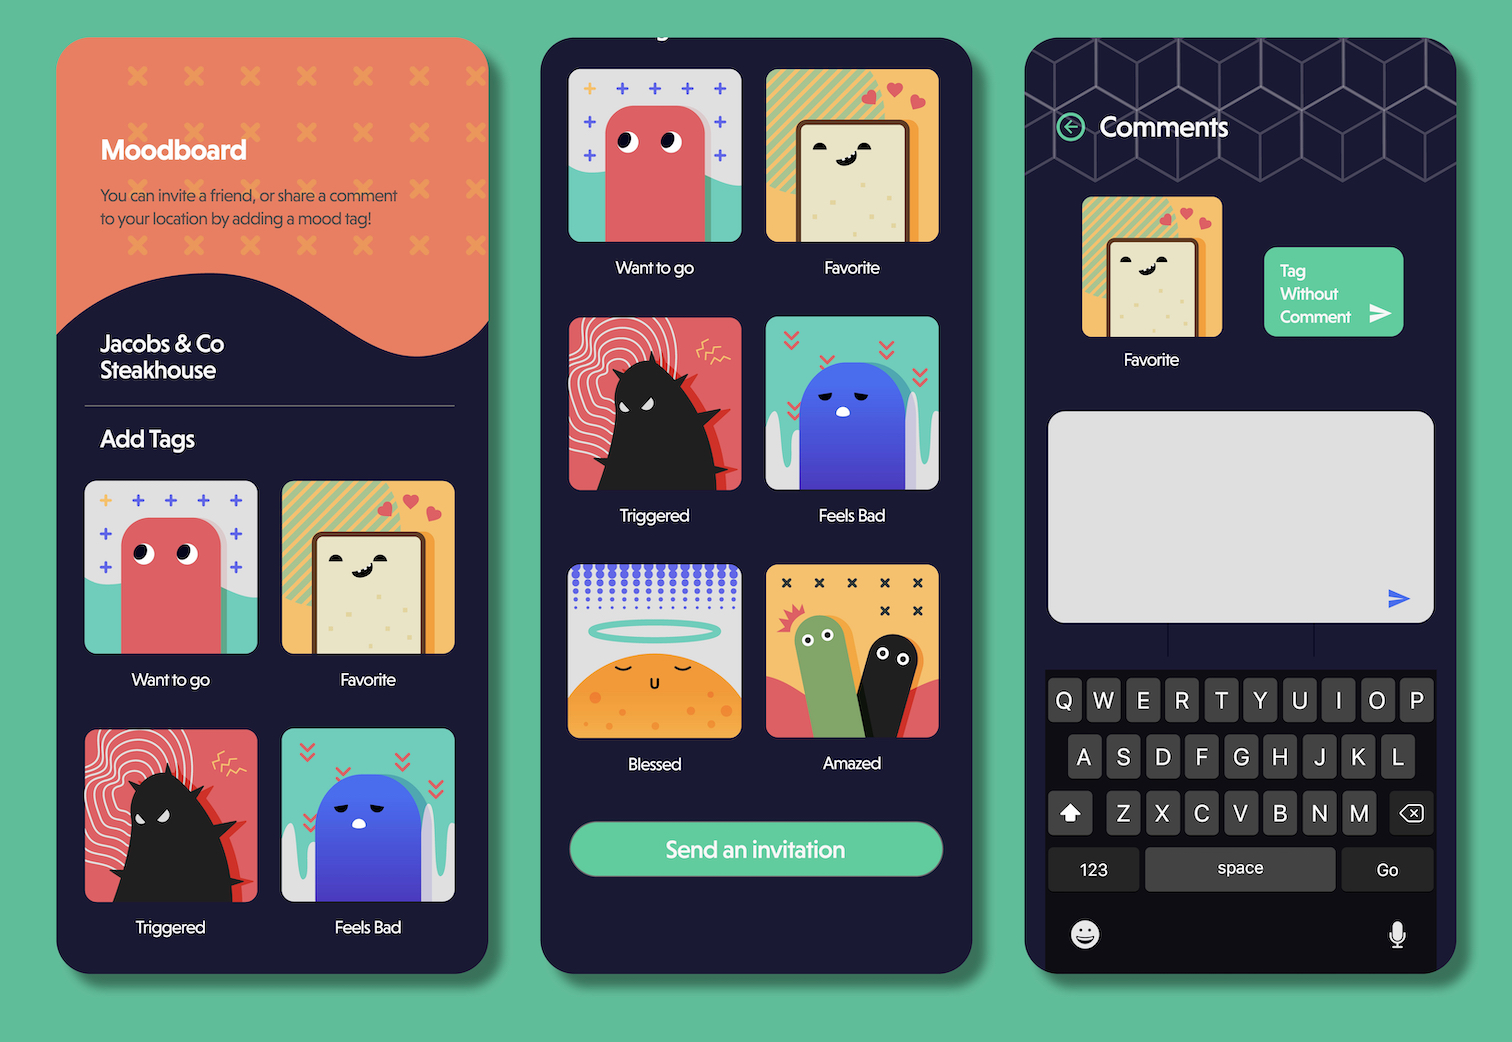 Moodboard
You can invite a friend, or share a comment
to your location by adding a mood tag!
Jacobs & Co
Steakhouse
Add Tags
Want to go
Favorite
Triggered
Feels Bad
Want to go
Favorite
Triggered
Feels Bad
Blessed
Amazed
Send an invitation
Comments
Favorite
Tag
Without
Comment
Q W E R T Y U I O P
A S D F G H J K L
Z X C V B N M
123 space Go